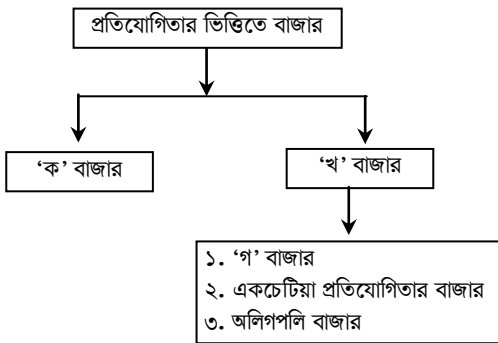 প্রতিযোগিতার ভিত্তিতে বাজার
‘ক’ বাজার
‘খ’ বাজার
১. ‘গ’ বাজার
২. একচেটিয়া প্রতিযোগিতার বাজার
৩. অলিগপলি বাজার